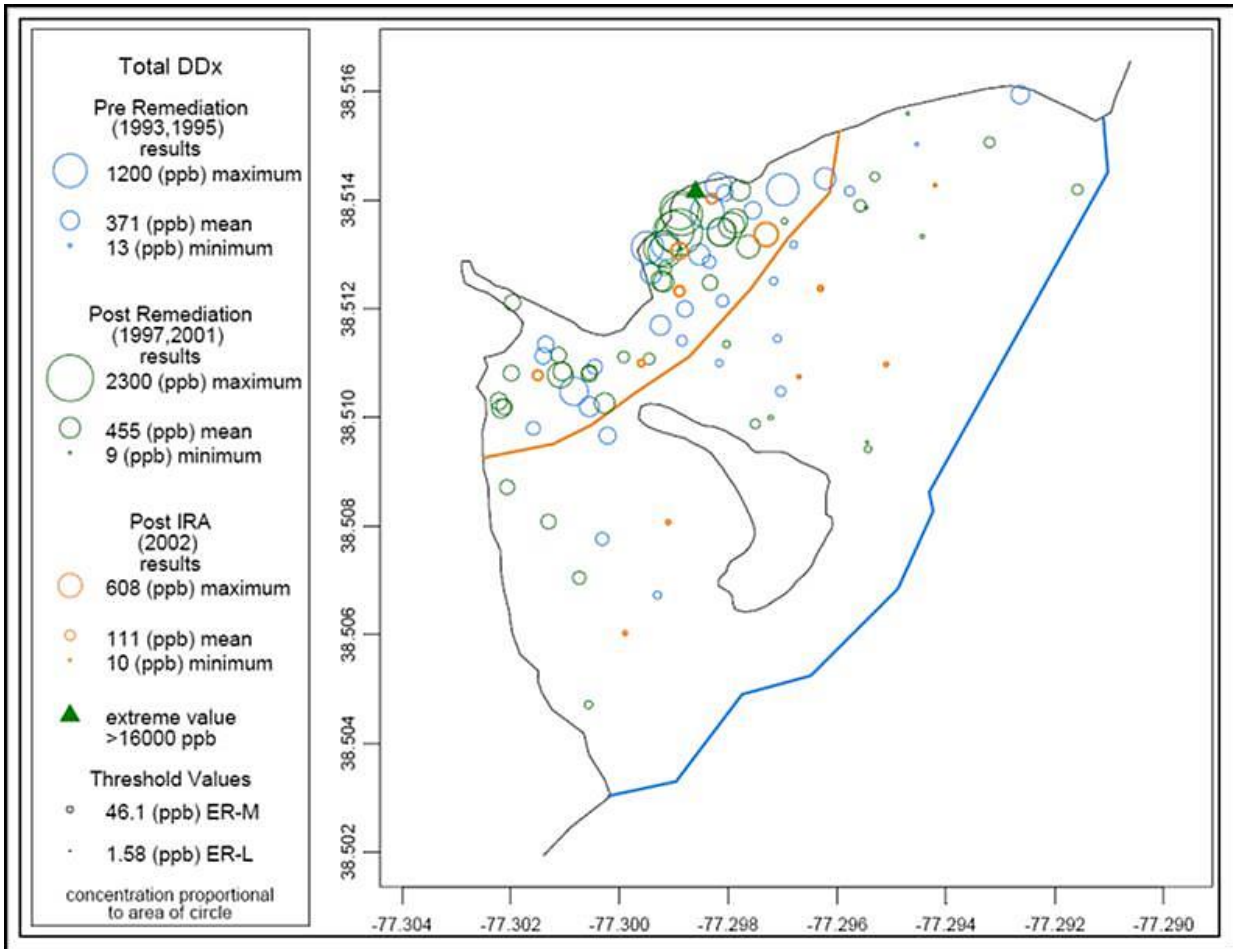 Total DDx
Pre Remediation
(1993,1995)
results
1200 (ppb) maximum
371 (ppb) mean
13 (ppb) minimum
Post Remediation
(1997,2001)
results
2300 (ppb) maximum
455 (ppb) mean
9 (ppb) minimum
Post IRA
(2002)
results
608 (ppb) maximum
111 (ppb) mean
10 (ppb) minimum
extreme value
>16000 ppb
Threshold Values
46.1 (ppb) ER-M
1.58 (ppb) ER-L
concentration proportional
to area of circle
38.516
38.514
38.512
38.510
38.508
38.506
38.504
38.502
-77.304 -77.302 -77.300 -77.298 -77.296 -77.294 -77.292 -77.290